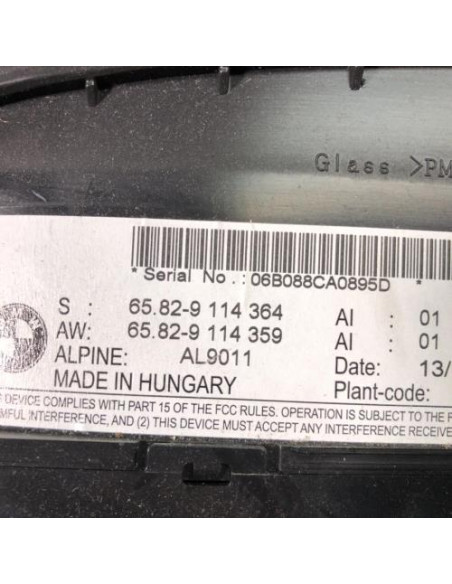 Glass >PM
* Serial No .: 06B088CA0895D *
S : 65.82-9 114 364 AI : 01
AW: 65.82-9 114 359 AI : 01
ALPINE: AL9011 Date: 13/
MADE IN HUNGARY Plant-code:
DEVICE COMPLIES WITH PART 15 OF THE FCC RULES. OPERATION IS SUBJECT TO THE F
INTERFERENCE, AND (2) THIS DEVICE MUST ACCEPT ANY INTERFERENCE RECEIVE